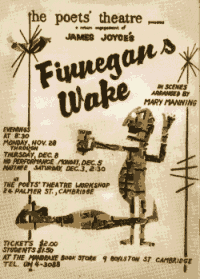 the poets' theatre presents
a return engagement of
JAMES JOYCE'S
Finnegans
Wake
IN SCENES
ARRANGED BY
MARY MANNING
EVENINGS
AT 8:30
MONDAY, NOV. 28
THROUGH
THURSDAY, DEC. 8
NO PERFORMANCE MONDAY, DEC. 5
MATINEE SATURDAY DEC. 3, 2:30
THE POETS' THEATRE WORKSHOP
24 PALMER ST., CAMBRIDGE
TICKETS $2.00
STUDENTS $1.50
AT THE MANDRAKE BOOK STORE 9 BOYLSTON ST CAMBRIDGE
TEL. UN 4-3088